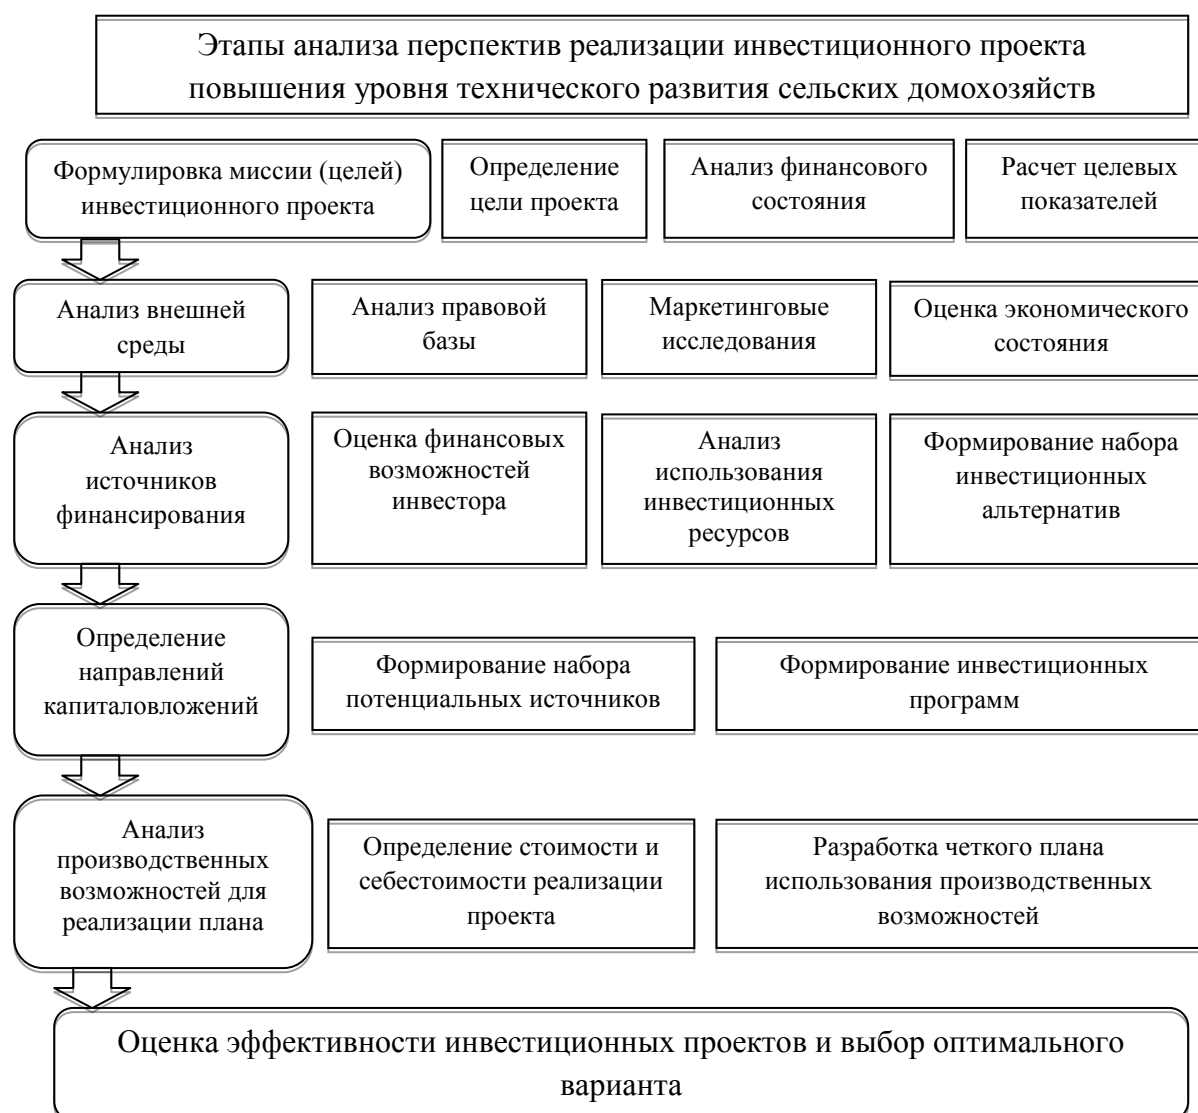 Этапы анализа перспектив реализации инвестиционного проекта
повышения уровня технического развития сельских домохозяйств
Формулировка миссии (целей)
инвестиционного проекта
Определение
цели проекта
Анализ финансового
состояния
Расчет целевых
показателей
Анализ внешней
среды
Анализ правовой
базы
Маркетинговые
исследования
Оценка экономического
состояния
Анализ
источников
финансирования
Оценка финансовых
возможностей
инвестора
Анализ
использования
инвестиционных
ресурсов
Формирование набора
инвестиционных
альтернатив
Определение
направлений
капиталовложений
Формирование набора
потенциальных источников
Формирование инвестиционных
программ
Анализ
производственных
возможностей для
реализации плана
Определение стоимости и
себестоимости реализации
проекта
Разработка четкого плана
использования производственных
возможностей
Оценка эффективности инвестиционных проектов и выбор оптимального
варианта